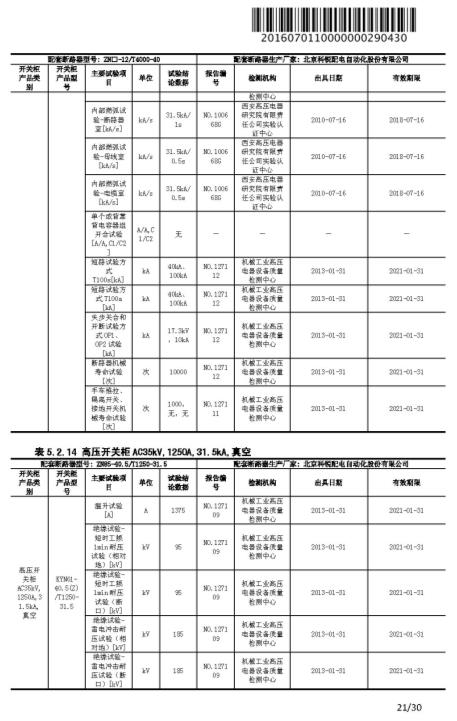 2016070110000000290430
配套断路器型号: ZN□-12/T4000-40 配套断路器生产厂家: 北京科锐配电自动化股份有限公司
开关柜产品类别 开关柜产品型号 主要试验项目 单位 试验结论数据 报告编号 检测机构 出具日期 有效期限
检测中心
内部燃弧试验-断路器室[kA/s] kA/s 31.5kA/1s NO.100668G 西安高压电器研究院有限责任公司实验认证中心 2010-07-16 2018-07-16
内部燃弧试验-母线室[kA/s] kA/s 31.5kA/0.5s NO.100668G 西安高压电器研究院有限责任公司实验认证中心 2010-07-16 2018-07-16
内部燃弧试验-电缆室[kA/s] kA/s 31.5kA/0.5s NO.100668G 西安高压电器研究院有限责任公司实验认证中心 2010-07-16 2018-07-16
单个或背靠背电容器组开合试验[A/A,C1/C2] A/A,C1/C2 无 — — — —
短路试验方式T100s[kA] kA 40kA、100kA NO.127112 机械工业高压电器设备质量检测中心 2013-01-31 2021-01-31
短路试验方式T100a[kA] kA 40kA、100kA NO.127112 机械工业高压电器设备质量检测中心 2013-01-31 2021-01-31
失步关合和开断试验方式OP1、OP2试验[kA] kA 17.3kV，10kA NO.127112 机械工业高压电器设备质量检测中心 2013-01-31 2021-01-31
断路器机械寿命试验[次] 次 10000 NO.127112 机械工业高压电器设备质量检测中心 2013-01-31 2021-01-31
手车推拉、隔离开关、接地开关机械寿命试验[次] 次 1000，无，无 NO.127111 机械工业高压电器设备质量检测中心 2013-01-31 2021-01-31
表 5.2.14 高压开关柜 AC35kV,1250A,31.5kA,真空
配套断路器型号: ZN85-40.5/T1250-31.5 配套断路器生产厂家: 北京科锐配电自动化股份有限公司
开关柜产品类别 开关柜产品型号 主要试验项目 单位 试验结论数据 报告编号 检测机构 出具日期 有效期限
高压开关柜AC35kV,1250A,31.5kA,真空 KYN61-40.5(Z)/T1250-31.5 温升试验[A] A 1375 NO.127109 机械工业高压电器设备质量检测中心 2013-01-31 2021-01-31
绝缘试验-短时工频1min耐压试验（相对地）[kV] kV 95 NO.127109 机械工业高压电器设备质量检测中心 2013-01-31 2021-01-31
绝缘试验-短时工频1min耐压试验（断口）[kV] kV 95 NO.127109 机械工业高压电器设备质量检测中心 2013-01-31 2021-01-31
绝缘试验-雷电冲击耐压试验（相对地）[kV] kV 185 NO.127109 机械工业高压电器设备质量检测中心 2013-01-31 2021-01-31
绝缘试验-雷电冲击耐压试验（断口）[kV] kV 185 NO.127109 机械工业高压电器设备质量检测中心 2013-01-31 2021-01-31
21/30